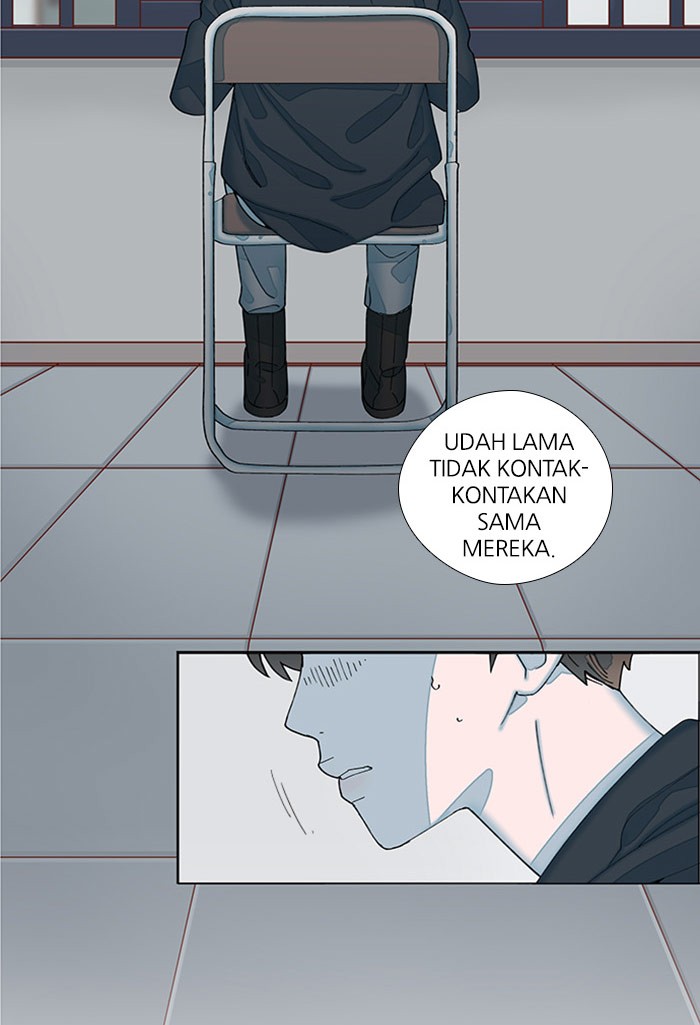 UDAH LAMA
TIDAK KONTAK-
KONTAKAN
SAMA
MEREKA.